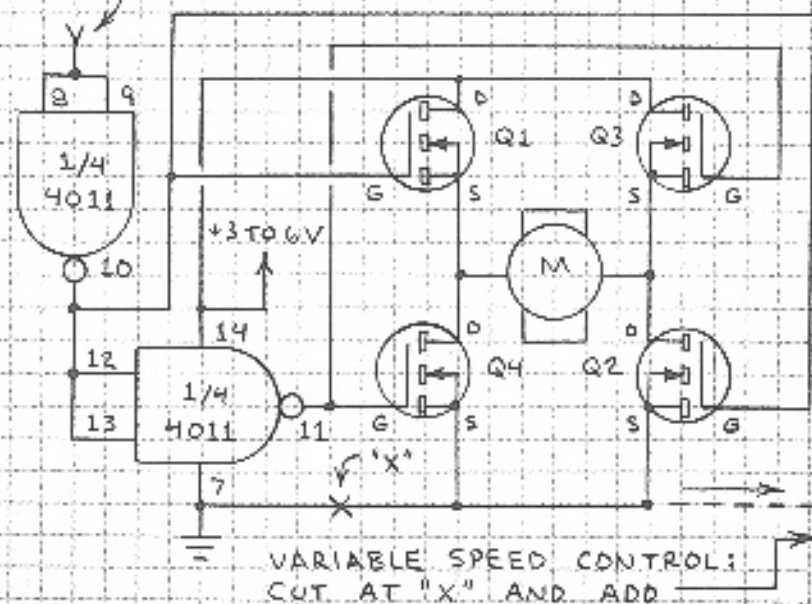 8 9
D D
1/4
4011
Q1 Q3
G S S G
+3 TO 6V
M
10
14
D D
12
1/4
4011
Q4 Q2
13
11
G S S G
"X"
7
VARIABLE SPEED CONTROL:
CUT AT "X" AND ADD